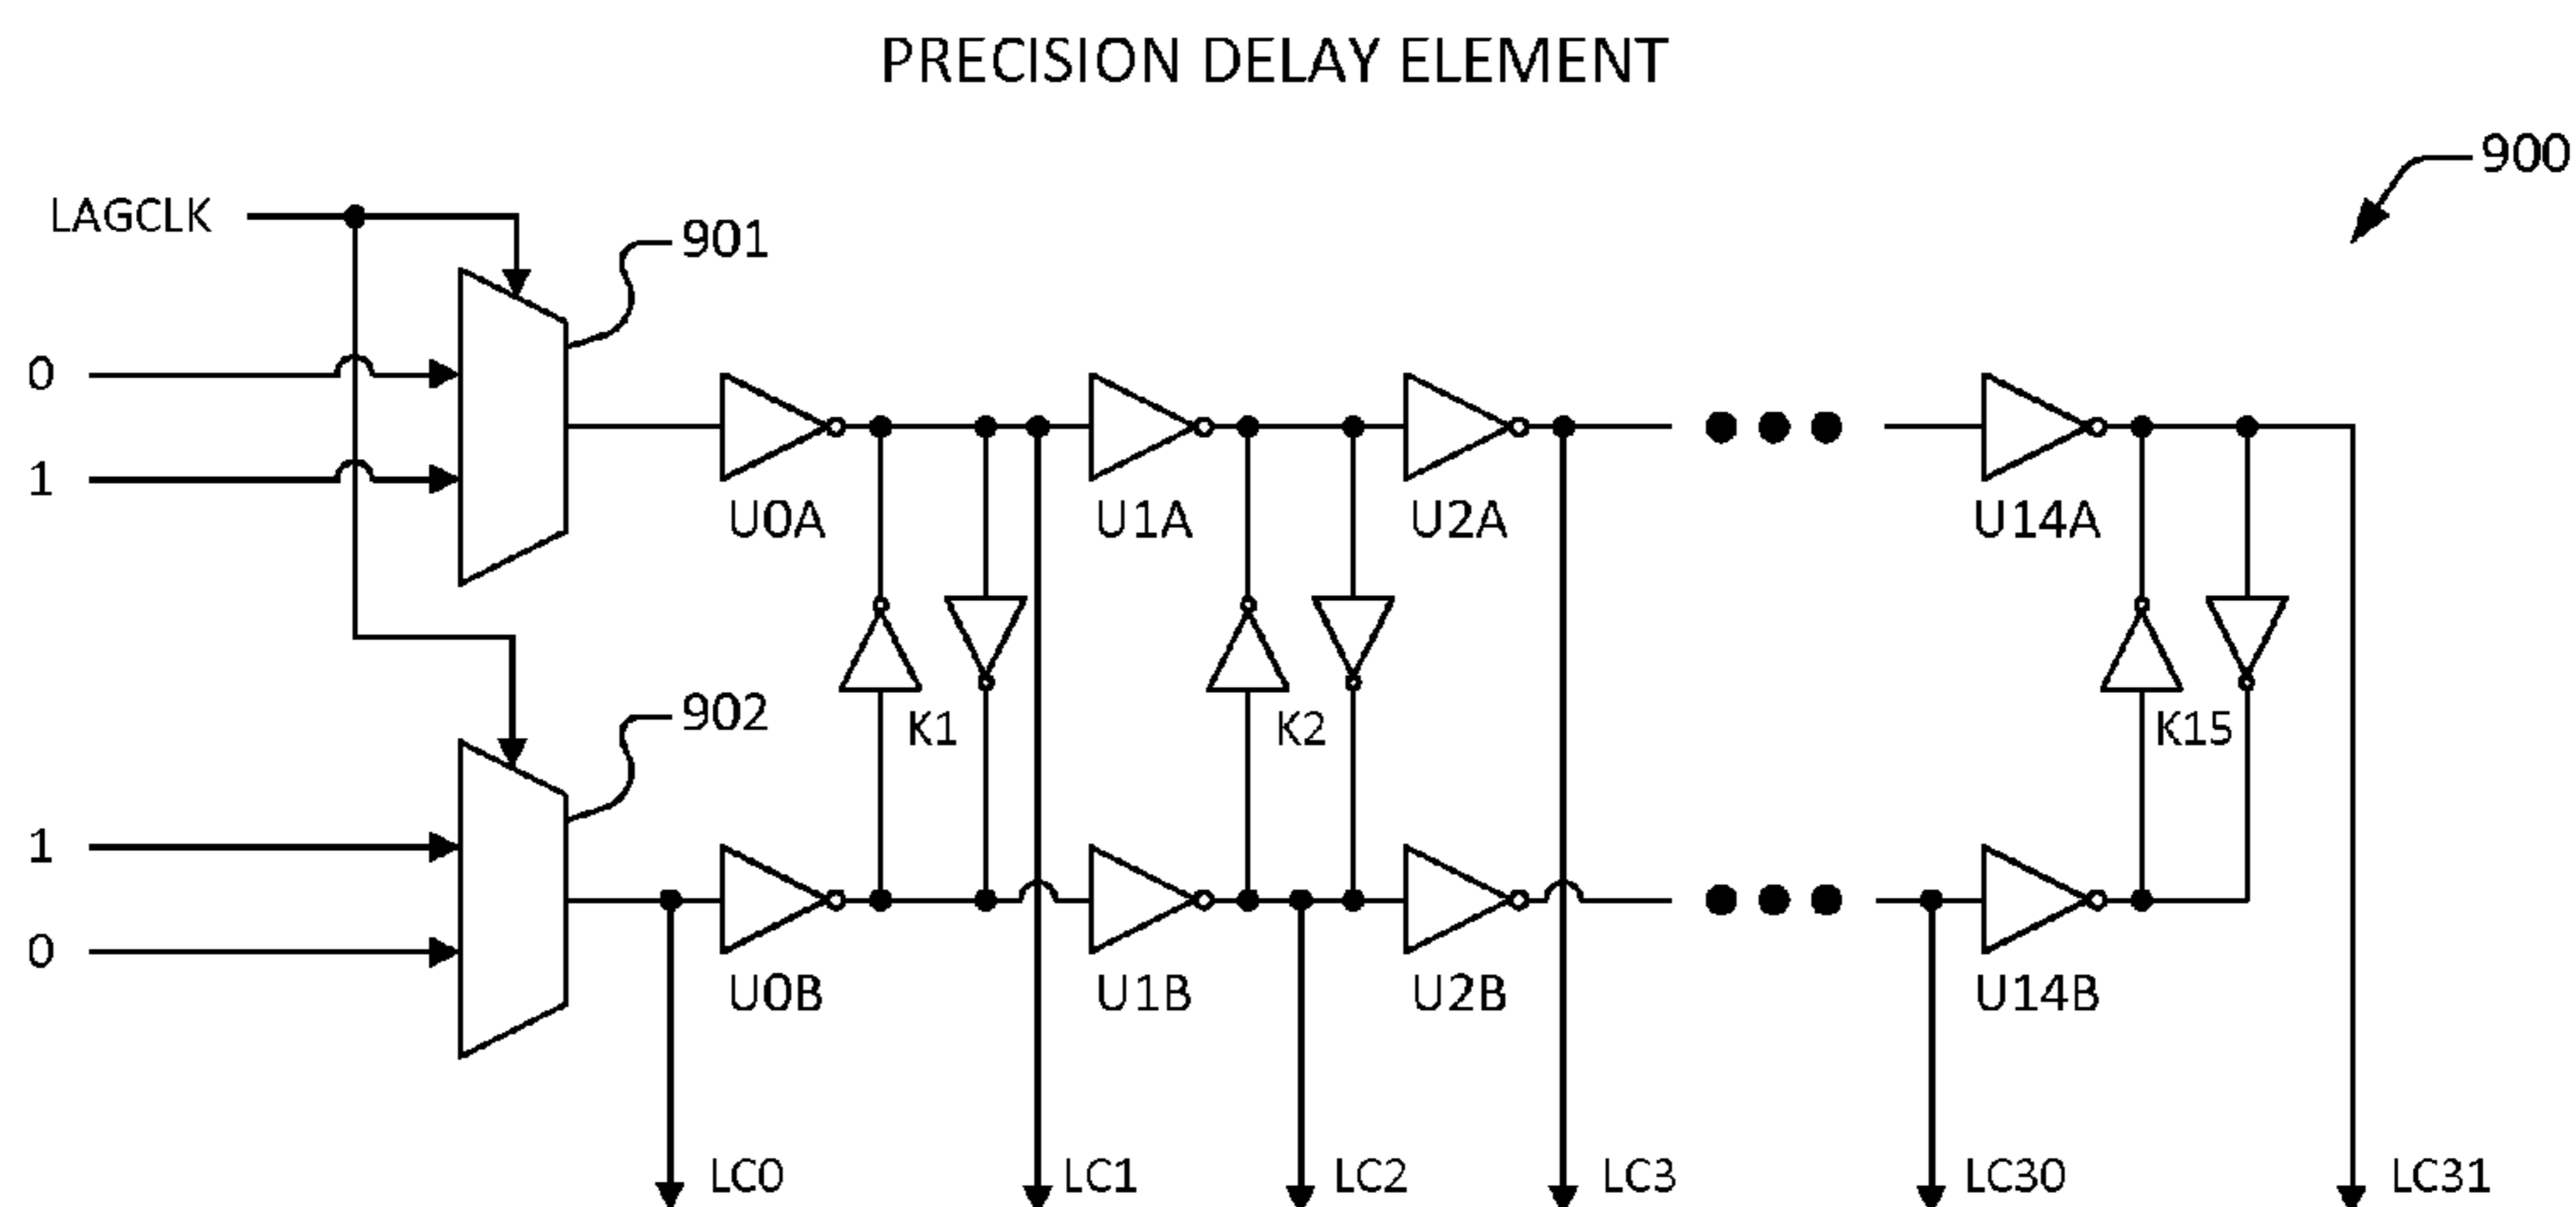 PRECISION DELAY ELEMENT
900
LAGCLK
901
0
1
U0A
U1A
U2A
U14A
902
K1
K2
K15
1
0
U0B
U1B
U2B
U14B
LC0
LC1
LC2
LC3
LC30
LC31